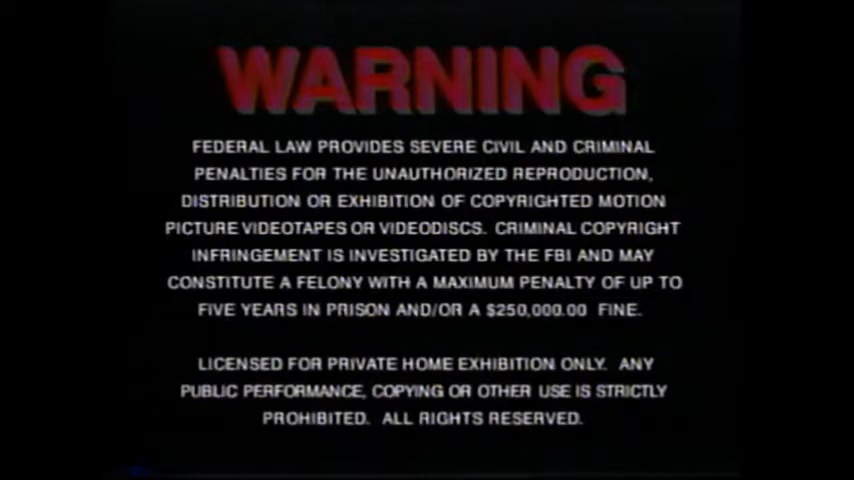 WARNING
FEDERAL LAW PROVIDES SEVERE CIVIL AND CRIMINAL
PENALTIES FOR THE UNAUTHORIZED REPRODUCTION,
DISTRIBUTION OR EXHIBITION OF COPYRIGHTED MOTION
PICTURE VIDEOTAPES OR VIDEODISCS. CRIMINAL COPYRIGHT
INFRINGEMENT IS INVESTIGATED BY THE FBI AND MAY
CONSTITUTE A FELONY WITH A MAXIMUM PENALTY OF UP TO
FIVE YEARS IN PRISON AND/OR A $250,000.00 FINE.
LICENSED FOR PRIVATE HOME EXHIBITION ONLY. ANY
PUBLIC PERFORMANCE, COPYING OR OTHER USE IS STRICTLY
PROHIBITED. ALL RIGHTS RESERVED.